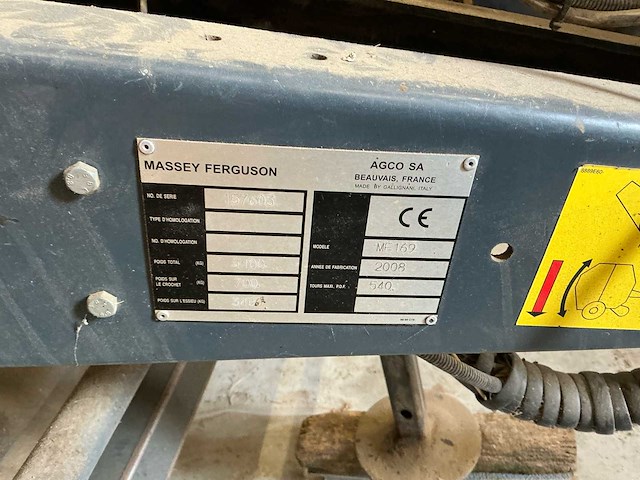 MASSEY FERGUSON
AGCO SA
BEAUVAIS, FRANCE
MADE BY GALLIGNANI, ITALY
NO. DE SERIE
TYPE D'HOMOLOGATION
NO. D'HOMOLOGATION
POIDS TOTAL (KG)
POIDS SUR
LE CROCHET (KG)
POIDS SUR L'ESSIEU (KG)
CE
MODELE MF169
ANNEE DE FABRICATION 2008
TOURS MAXI. P.D.F. 540